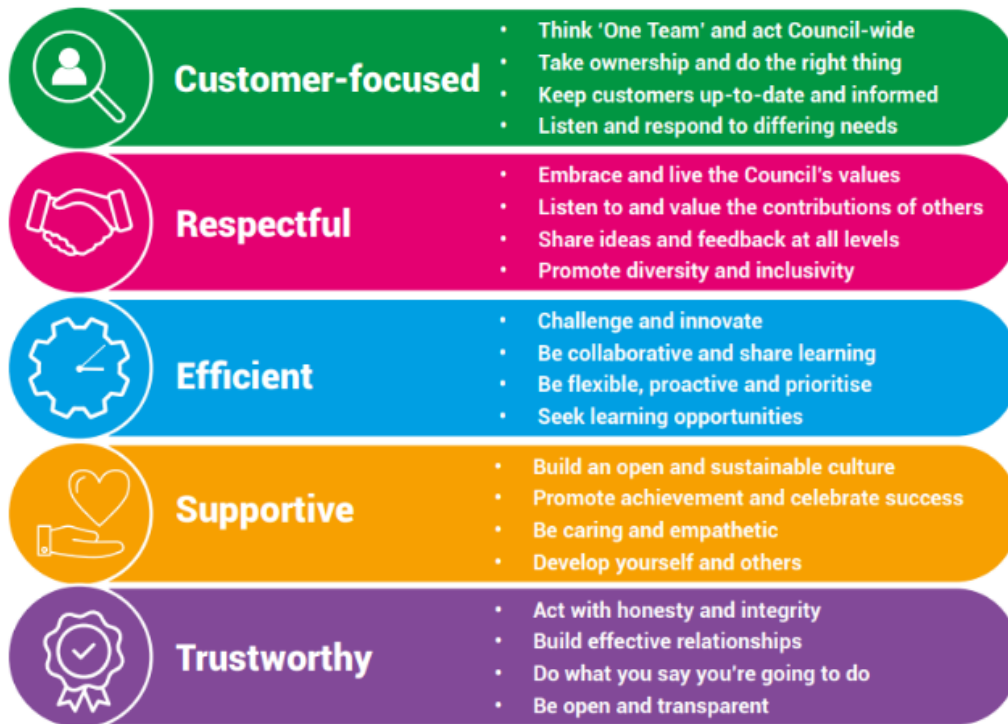 Customer-focused
• Think ‘One Team’ and act Council-wide
• Take ownership and do the right thing
• Keep customers up-to-date and informed
• Listen and respond to differing needs
Respectful
• Embrace and live the Council’s values
• Listen to and value the contributions of others
• Share ideas and feedback at all levels
• Promote diversity and inclusivity
Efficient
• Challenge and innovate
• Be collaborative and share learning
• Be flexible, proactive and prioritise
• Seek learning opportunities
Supportive
• Build an open and sustainable culture
• Promote achievement and celebrate success
• Be caring and empathetic
• Develop yourself and others
Trustworthy
• Act with honesty and integrity
• Build effective relationships
• Do what you say you’re going to do
• Be open and transparent